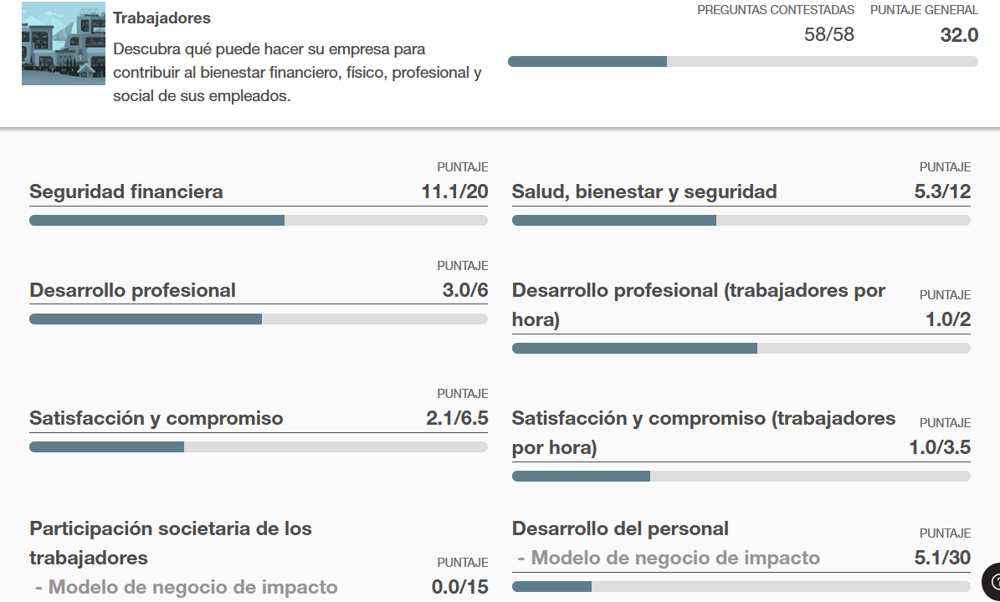 Trabajadores
Descubra qué puede hacer su empresa para
contribuir al bienestar financiero, físico, profesional y
social de sus empleados.
PREGUNTAS CONTESTADAS
58/58
PUNTAJE GENERAL
32.0
PUNTAJE
Seguridad financiera 11.1/20
PUNTAJE
Salud, bienestar y seguridad 5.3/12
PUNTAJE
Desarrollo profesional 3.0/6
Desarrollo profesional (trabajadores por
hora)
PUNTAJE
1.0/2
PUNTAJE
Satisfacción y compromiso 2.1/6.5
Satisfacción y compromiso (trabajadores
por hora)
PUNTAJE
1.0/3.5
Participación societaria de los
trabajadores
- Modelo de negocio de impacto
PUNTAJE
0.0/15
Desarrollo del personal
- Modelo de negocio de impacto
PUNTAJE
5.1/30